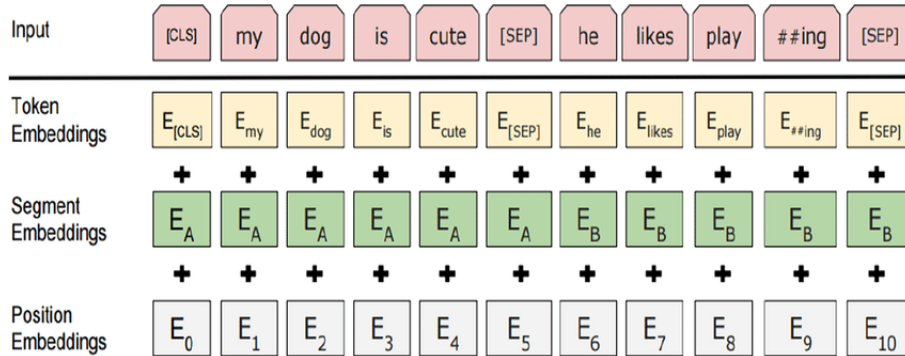 Input [CLS] my dog is cute [SEP] he likes play ##ing [SEP]
Token Embeddings E[CLS] Emy Edog Eis Ecute E[SEP] Ehe Elikes Eplay E##ing E[SEP]
+ + + + + + + + + + +
Segment Embeddings EA EA EA EA EA EA EB EB EB EB EB
+ + + + + + + + + + +
Position Embeddings E0 E1 E2 E3 E4 E5 E6 E7 E8 E9 E10